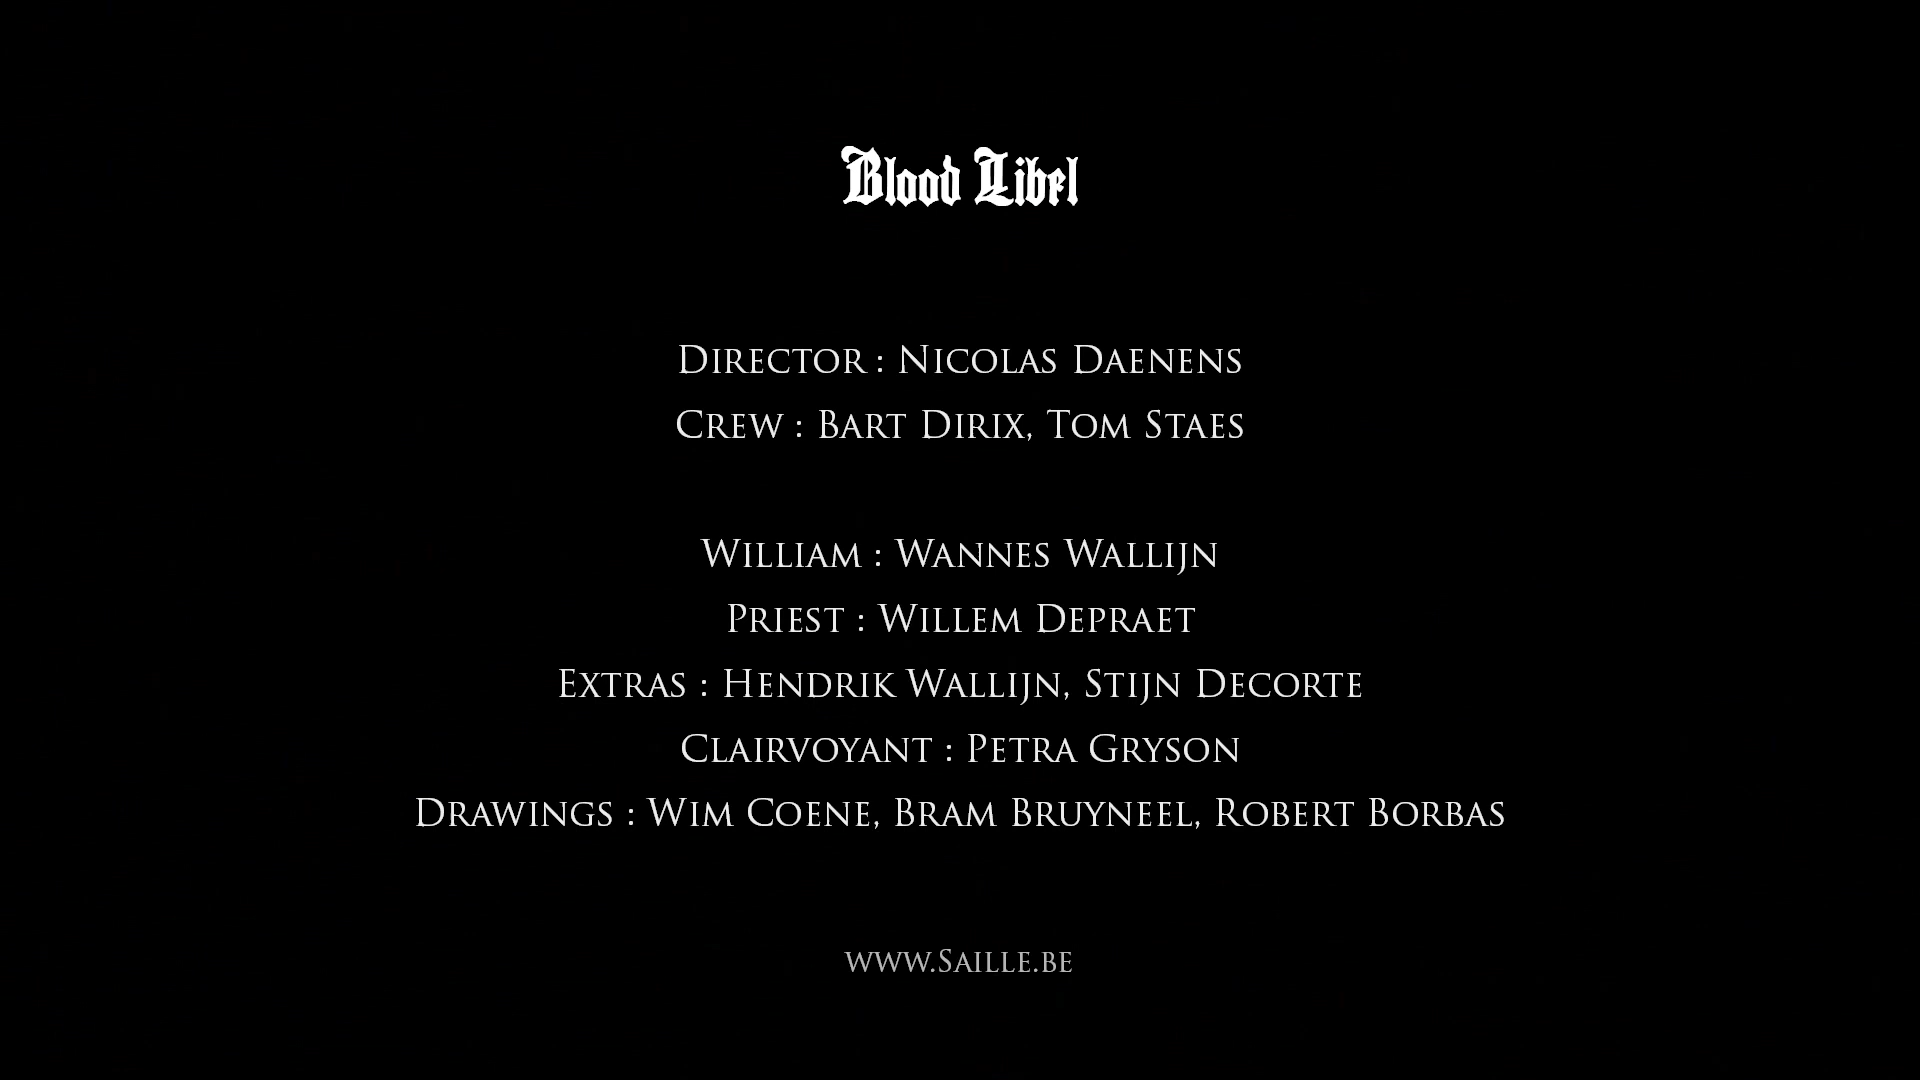 Blood Libel
Director : Nicolas Daenens
Crew : Bart Dirix, Tom Staes
William : Wannes Wallijn
Priest : Willem Depraet
Extras : Hendrik Wallijn, Stijn Decorte
Clairvoyant : Petra Gryson
Drawings : Wim Coene, Bram Bruyneel, Robert Borbas
www.Saille.be